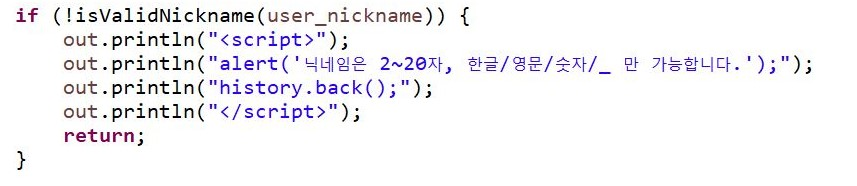 if (!isValidNickname(user_nickname)) {
    out.println("<script>");
    out.println("alert('닉네임은 2~20자, 한글/영문/숫자/_ 만 가능합니다.');");
    out.println("history.back();");
    out.println("</script>");
    return;
}